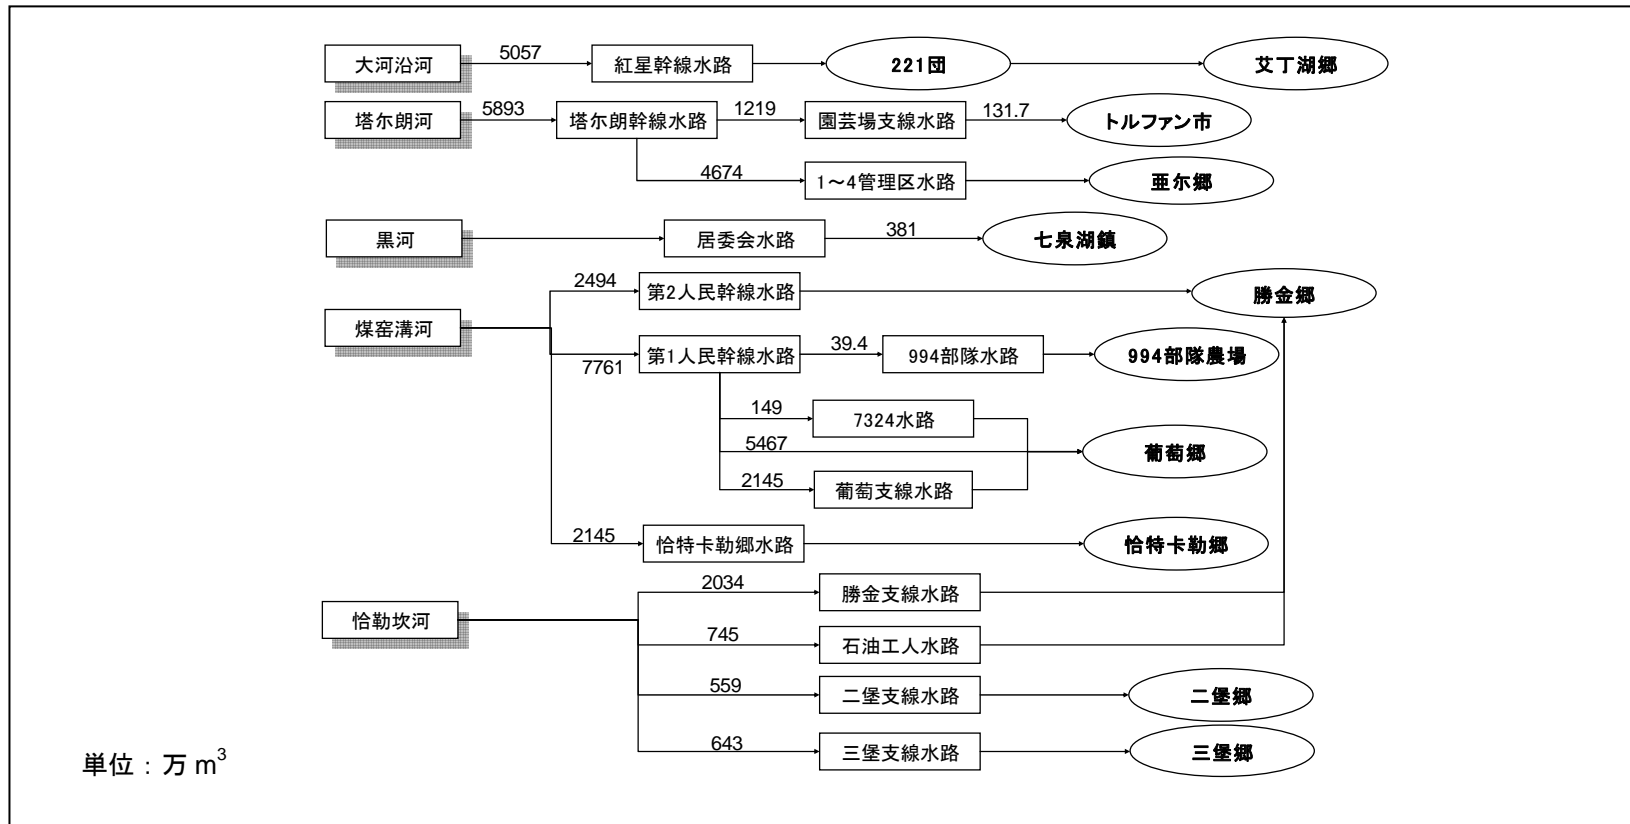 大河沿河 5057 紅星幹線水路 221団 艾丁湖郷
塔尓朗河 5893 塔尓朗幹線水路 1219 園芸場支線水路 131.7 トルファン市
4674 1～4管理区水路 亜尓郷
黒河 居委会水路 381 七泉湖鎮
2494 第2人民幹線水路 勝金郷
煤窑溝河
7761 第1人民幹線水路 39.4 994部隊水路 994部隊農場
149 7324水路
5467 葡萄郷
2145 葡萄支線水路
2145 恰特卡勒郷水路 恰特卡勒郷
2034 勝金支線水路
恰勒坎河
745 石油工人水路
559 二堡支線水路 二堡郷
643 三堡支線水路 三堡郷
単位：万 m³